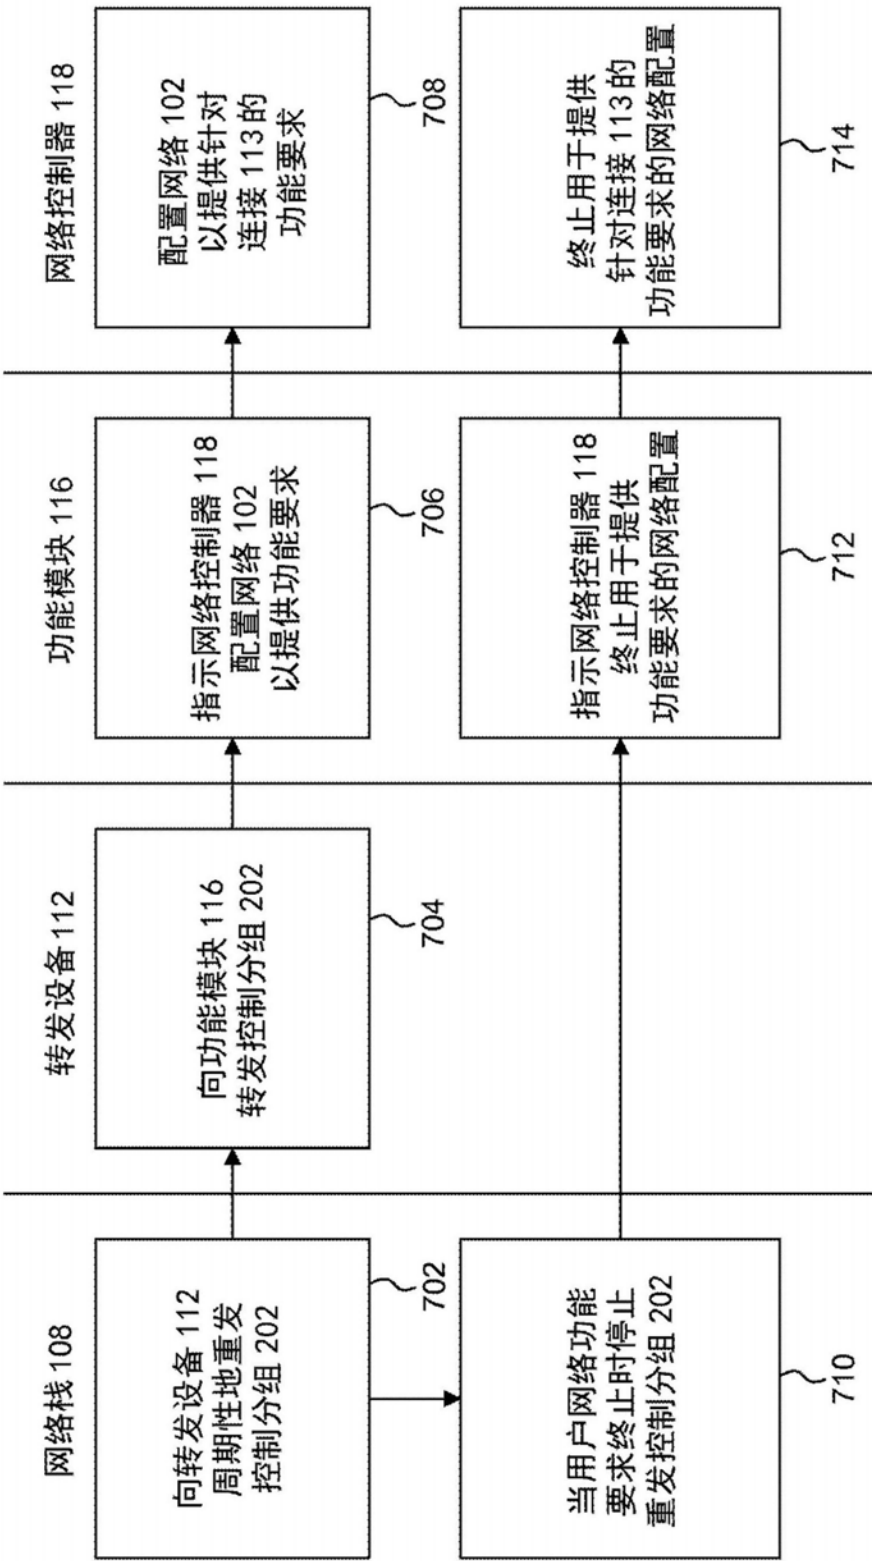 网络栈 108
转发设备 112
功能模块 116
网络控制器 118
向转发设备 112
周期性地重发
控制分组 202
702
向功能模块 116
转发控制分组 202
704
指示网络控制器 118
配置网络 102
以提供功能要求
706
配置网络 102
以提供针对
连接 113 的
功能要求
708
当用户网络功能
要求终止时停止
重发控制分组 202
710
指示网络控制器 118
终止用于提供
功能要求的网络配置
712
终止用于提供
针对连接 113 的
功能要求的网络配置
714